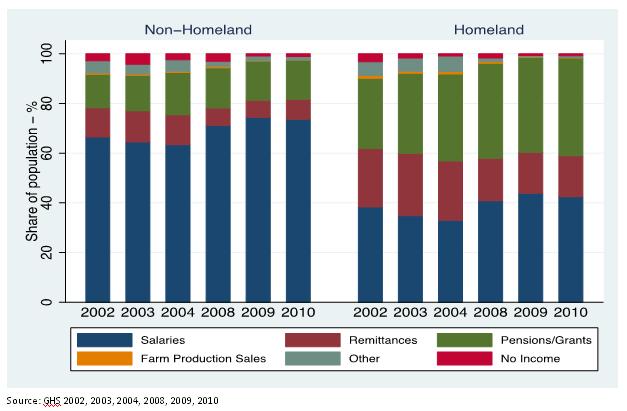 Non-Homeland Homeland
Share of population - %
100
80
60
40
20
0
2002 2003 2004 2008 2009 2010 2002 2003 2004 2008 2009 2010
Salaries Remittances Pensions/Grants
Farm Production Sales Other No Income
Source: GHS 2002, 2003, 2004, 2008, 2009, 2010